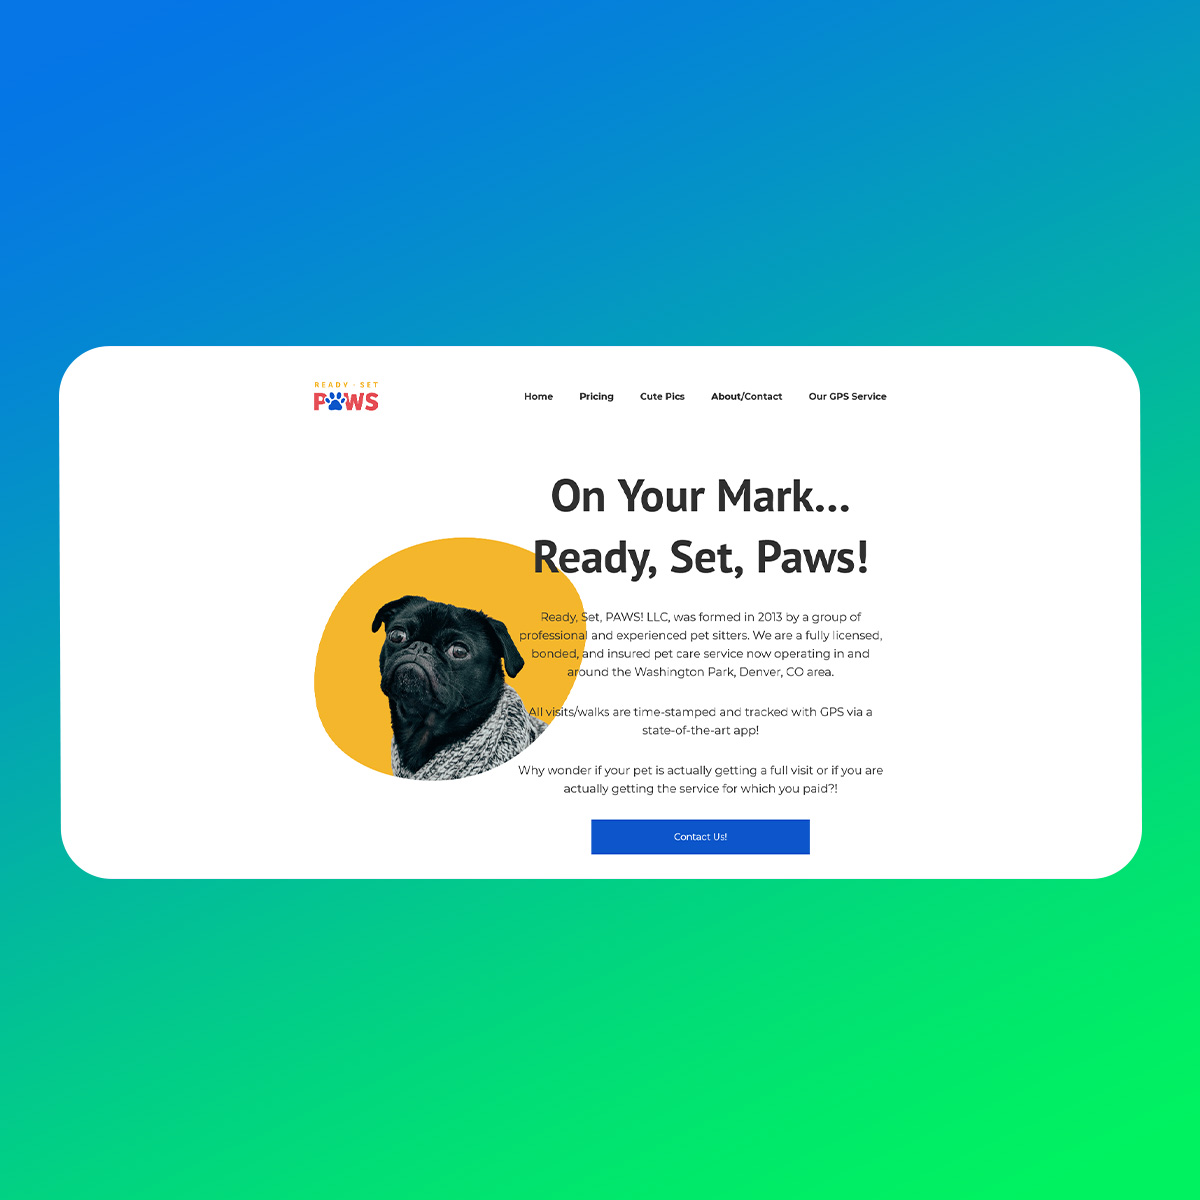 READY - SET
PAWS
Home Pricing Cute Pics About/Contact Our GPS Service
On Your Mark...
Ready, Set, Paws!
Ready, Set, PAWS! LLC, was formed in 2013 by a group of
professional and experienced pet sitters. We are a fully licensed,
bonded, and insured pet care service now operating in and
around the Washington Park, Denver, CO area.
All visits/walks are time-stamped and tracked with GPS via a
state-of-the-art app!
Why wonder if your pet is actually getting a full visit or if you are
actually getting the service for which you paid?!
Contact Us!